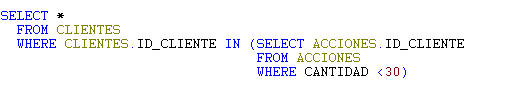 SELECT *
FROM CLIENTES
WHERE CLIENTES.ID_CLIENTE IN (SELECT ACCIONES.ID_CLIENTE
FROM ACCIONES
WHERE CANTIDAD <30)